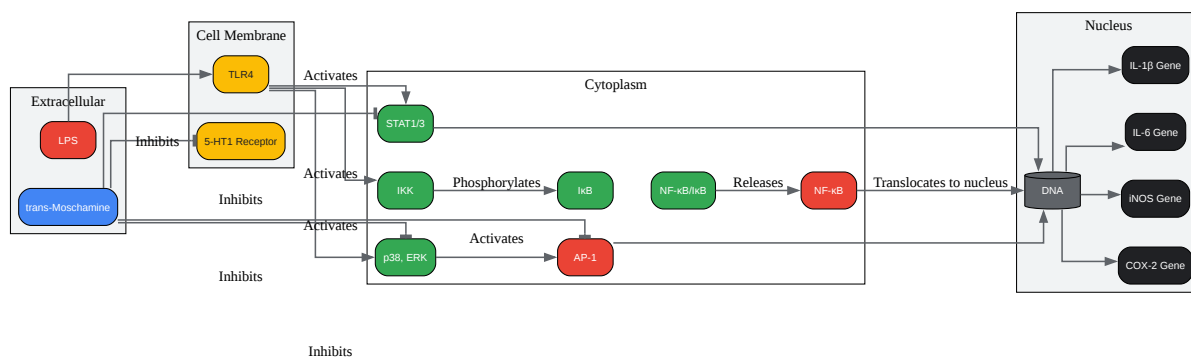 Nucleus
Cell Membrane
IL-1β Gene
TLR4
Activates
Cytoplasm
Extracellular
STAT1/3
IL-6 Gene
LPS
Inhibits
5-HT1 Receptor
Activates
IKK
Phosphorylates
IκB
NF-κB/IκB
Releases
NF-κB
Translocates to nucleus
DNA
iNOS Gene
trans-Moschamine
Inhibits
Activates
p38, ERK
Activates
AP-1
COX-2 Gene
Inhibits
Inhibits